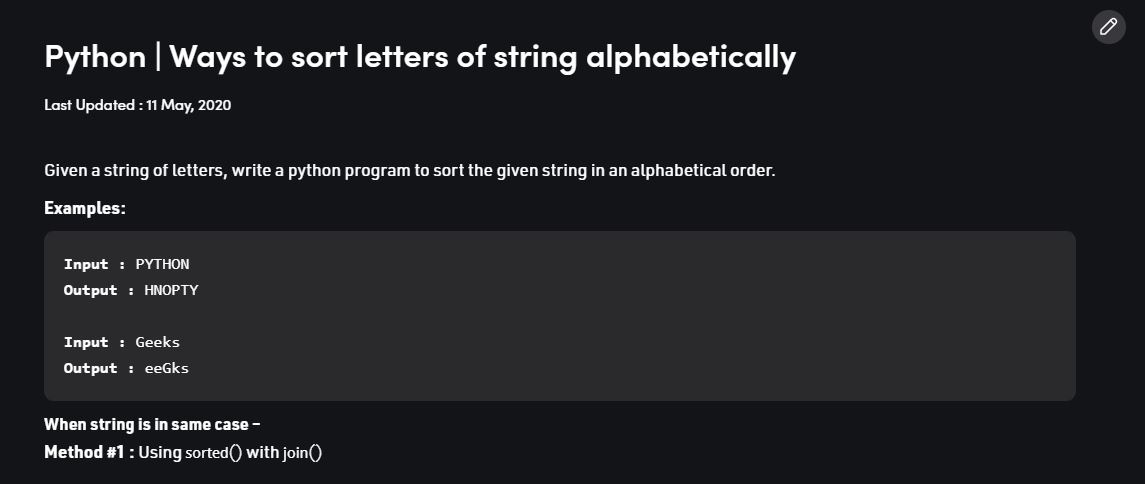 Python | Ways to sort letters of string alphabetically
Last Updated : 11 May, 2020
Given a string of letters, write a python program to sort the given string in an alphabetical order.
Examples:
Input : PYTHON
Output : HNOPTY
Input : Geeks
Output : eeGks
When string is in same case –
Method #1 : Using sorted() with join()